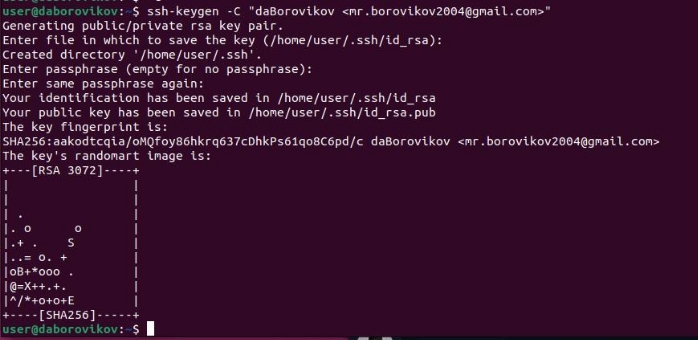 user@daborovikov:~$ ssh-keygen -C "daBorovikov <mr.borovikov2004@gmail.com>"
Generating public/private rsa key pair.
Enter file in which to save the key (/home/user/.ssh/id_rsa):
Created directory '/home/user/.ssh'.
Enter passphrase (empty for no passphrase):
Enter same passphrase again:
Your identification has been saved in /home/user/.ssh/id_rsa
Your public key has been saved in /home/user/.ssh/id_rsa.pub
The key fingerprint is:
SHA256:aakodtcqia/oMQfoy86hkrq637cDhkPs61qo8C6pd/c daBorovikov <mr.borovikov2004@gmail.com>
The key's randomart image is:
+---[RSA 3072]----+
|                 |
|                 |
| .               |
|. o      o       |
|.+ .    S        |
|..= o. +         |
|oB+*ooo .        |
|@=X++.+.         |
|^/*+o+o+E        |
+----[SHA256]-----+
user@daborovikov:~$